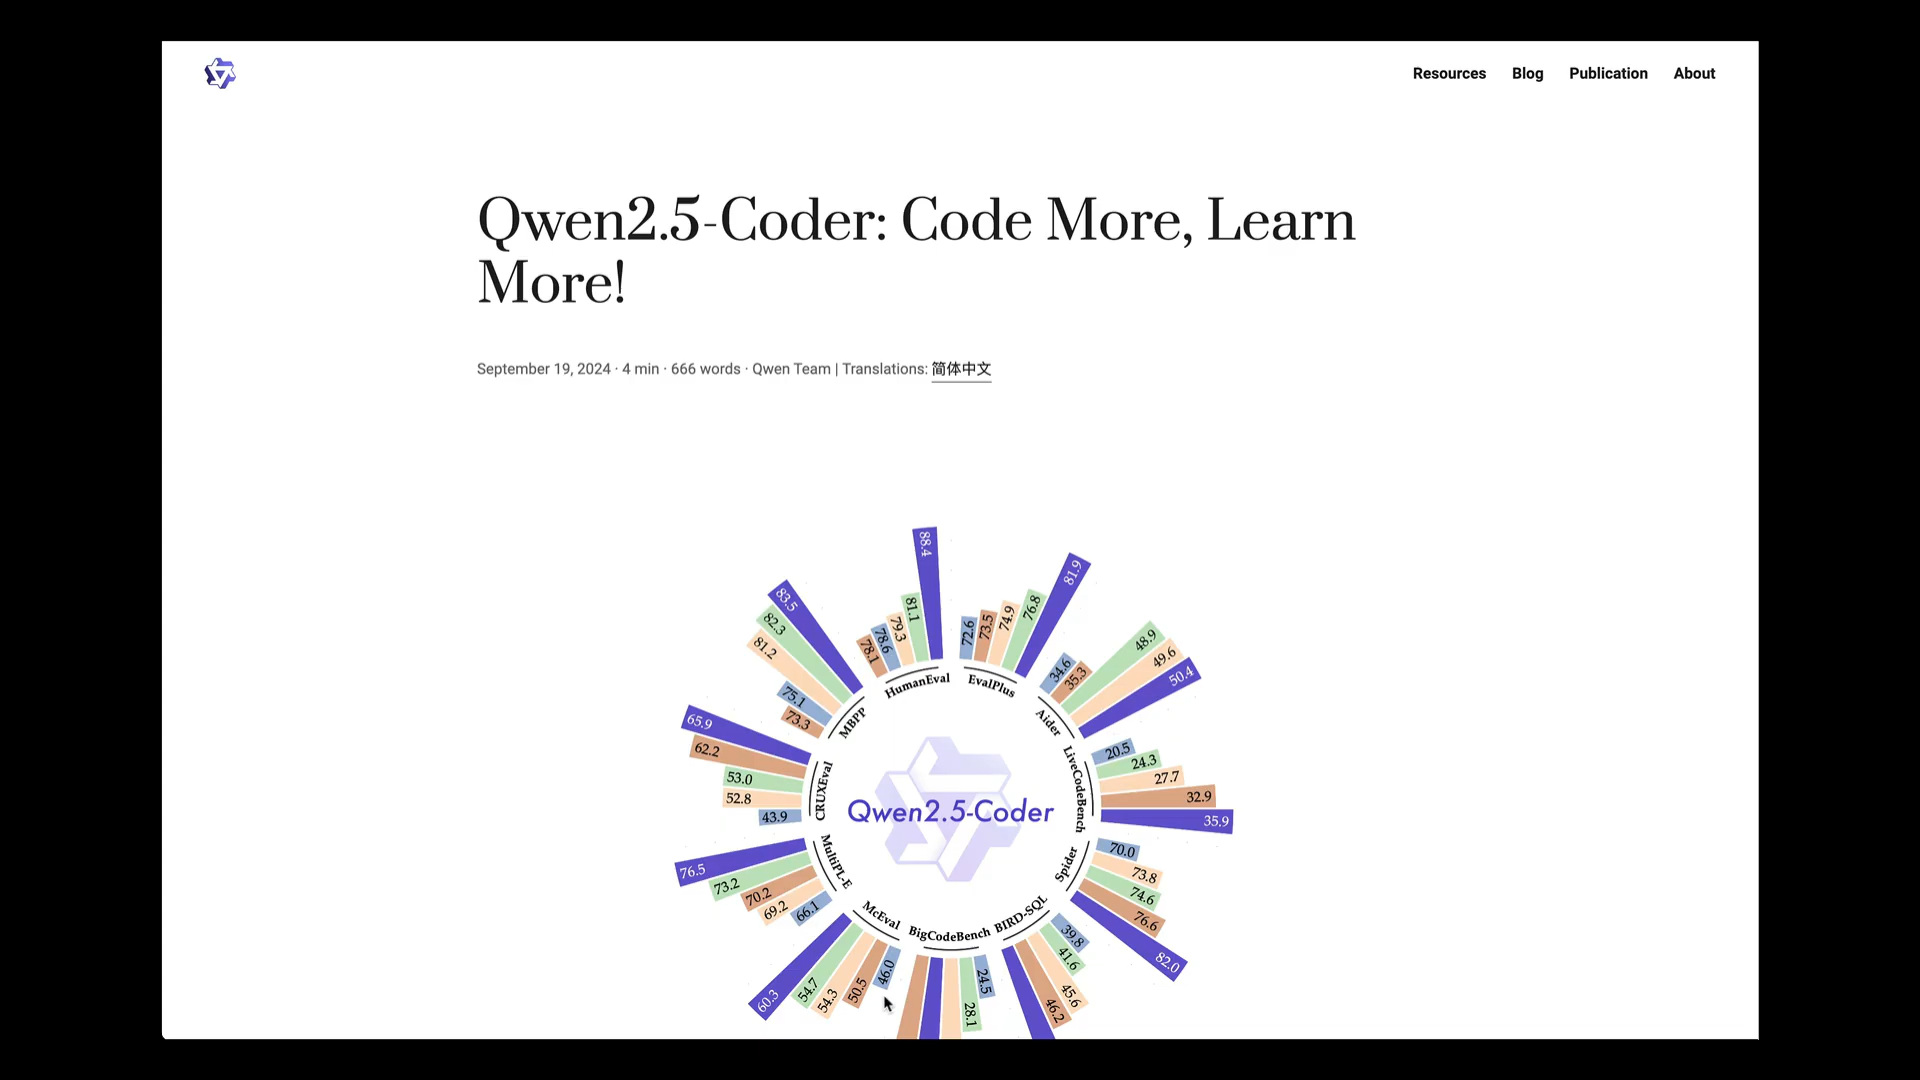 Resources Blog Publication About
Qwen2.5-Coder: Code More, Learn
More!
September 19, 2024 · 4 min · 666 words · Qwen Team | Translations: 简体中文
78.1 78.6 79.3 81.1 88.4
HumanEval
72.6 73.5 74.9 76.8 81.9
EvalPlus
34.6 35.3 48.9 49.6 50.4
Aider
20.5 24.3 27.7 32.9 35.9
LiveCodeBench
70.0 73.8 74.6 76.6 82.0
Spider
39.8 41.6 45.6 46.2
BIRD-SQL
24.5 28.1
BigCodeBench
46.0 50.5 54.3 54.7 60.3
McEval
66.1 69.2 70.2 73.2 76.5
MultiPL-E
43.9 52.8 53.0 62.2 65.9
CRUXEval
73.3 75.1 81.2 82.3 83.5
MBPP
Qwen2.5-Coder